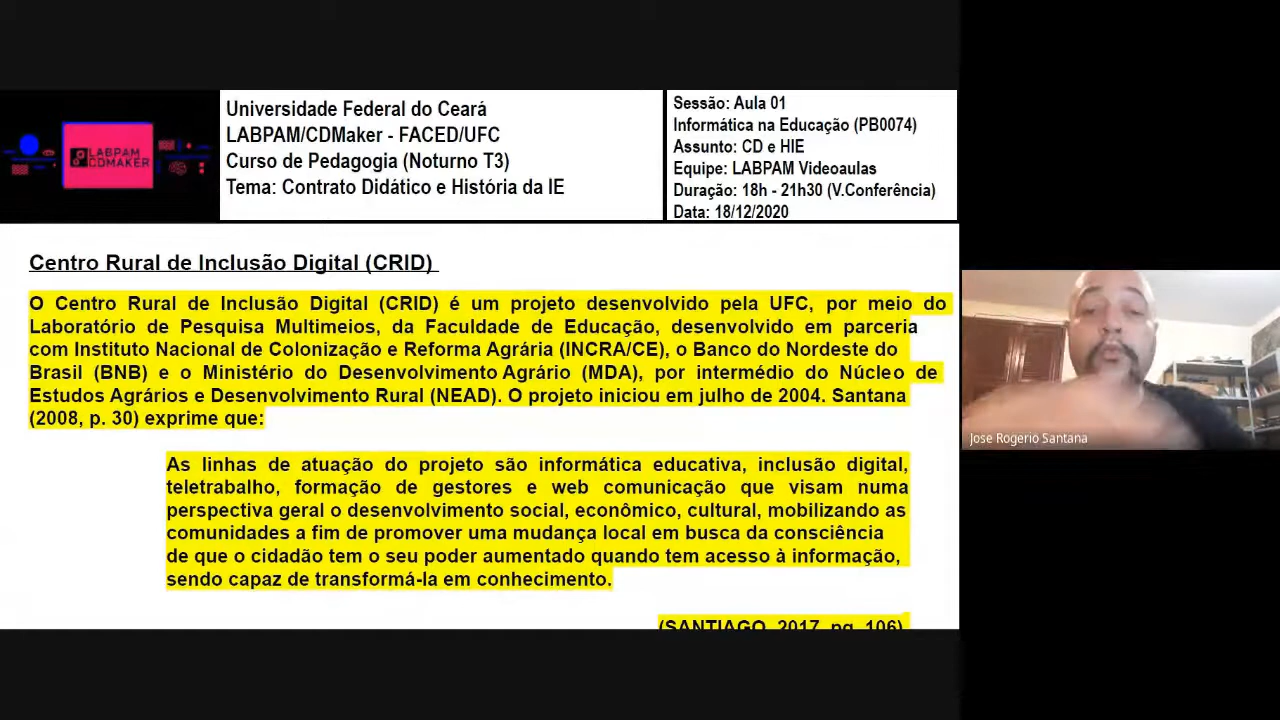 LABPAM
CDMAKER
Universidade Federal do Ceará
LABPAM/CDMaker - FACED/UFC
Curso de Pedagogia (Noturno T3)
Tema: Contrato Didático e História da IE
Sessão: Aula 01
Informática na Educação (PB0074)
Assunto: CD e HIE
Equipe: LABPAM Videoaulas
Duração: 18h - 21h30 (V.Conferência)
Data: 18/12/2020
Centro Rural de Inclusão Digital (CRID)
O Centro Rural de Inclusão Digital (CRID) é um projeto desenvolvido pela UFC, por meio do
Laboratório de Pesquisa Multimeios, da Faculdade de Educação, desenvolvido em parceria
com Instituto Nacional de Colonização e Reforma Agrária (INCRA/CE), o Banco do Nordeste do
Brasil (BNB) e o Ministério do Desenvolvimento Agrário (MDA), por intermédio do Núcleo de
Estudos Agrários e Desenvolvimento Rural (NEAD). O projeto iniciou em julho de 2004. Santana
(2008, p. 30) exprime que:
As linhas de atuação do projeto são informática educativa, inclusão digital,
teletrabalho, formação de gestores e web comunicação que visam numa
perspectiva geral o desenvolvimento social, econômico, cultural, mobilizando as
comunidades a fim de promover uma mudança local em busca da consciência
de que o cidadão tem o seu poder aumentado quando tem acesso à informação,
sendo capaz de transformá-la em conhecimento.
(SANTIAGO, 2017, pg. 106)
Jose Rogerio Santana